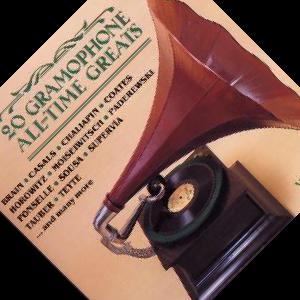 20 GRAMOPHONE
ALL-TIME GREATS
BRAIN • CASALS • CHALIAPIN • COATES
HOROWITZ • MOISEIWITSCH • PADEREWSKI
PONSELLE • SOUSA • SUPERVIA
TAUBER • TEYTE
... and many more